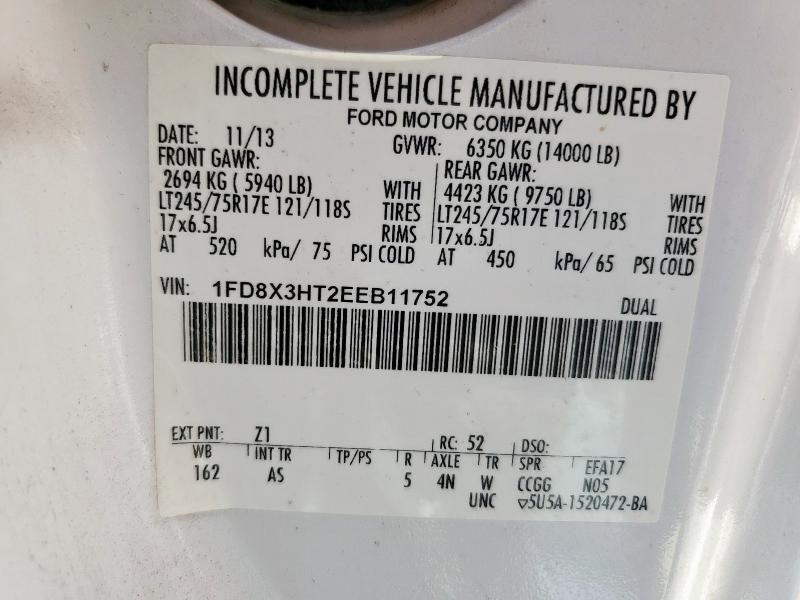 INCOMPLETE VEHICLE MANUFACTURED BY
FORD MOTOR COMPANY
DATE: 11/13 GVWR: 6350 KG (14000 LB)
FRONT GAWR: REAR GAWR:
2694 KG ( 5940 LB) WITH 4423 KG ( 9750 LB) WITH
LT245/75R17E 121/118S TIRES LT245/75R17E 121/118S TIRES
17x6.5J RIMS 17x6.5J RIMS
AT 520 kPa/ 75 PSI COLD AT 450 kPa/ 65 PSI COLD
VIN: 1FD8X3HT2EEB11752 DUAL
EXT PNT: Z1 RC: 52 DSO:
WB INT TR TP/PS R AXLE TR SPR EFA17
162 AS 5 4N W CCGG N05
UNC ▽5U5A-1520472-BA